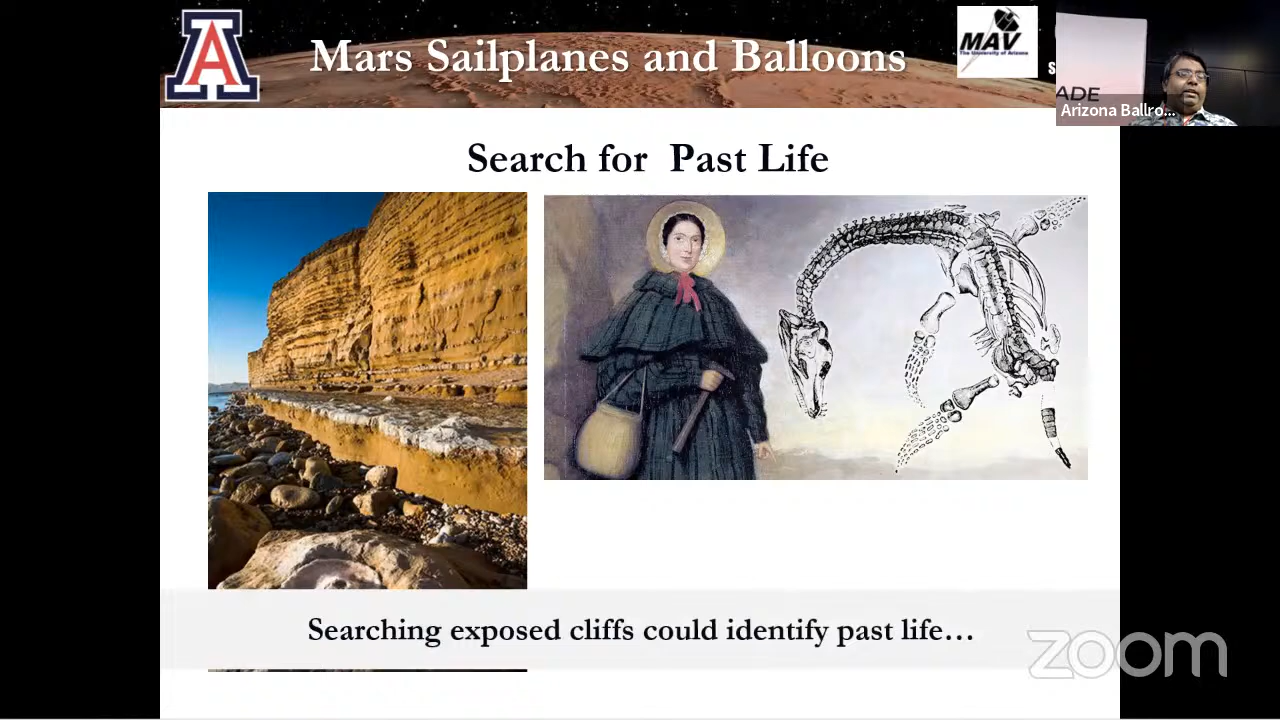 A
Mars Sailplanes and Balloons
MAV
The University of Arizona
S
ADE
Arizona Ballro...
Search for Past Life
Searching exposed cliffs could identify past life...
zoom